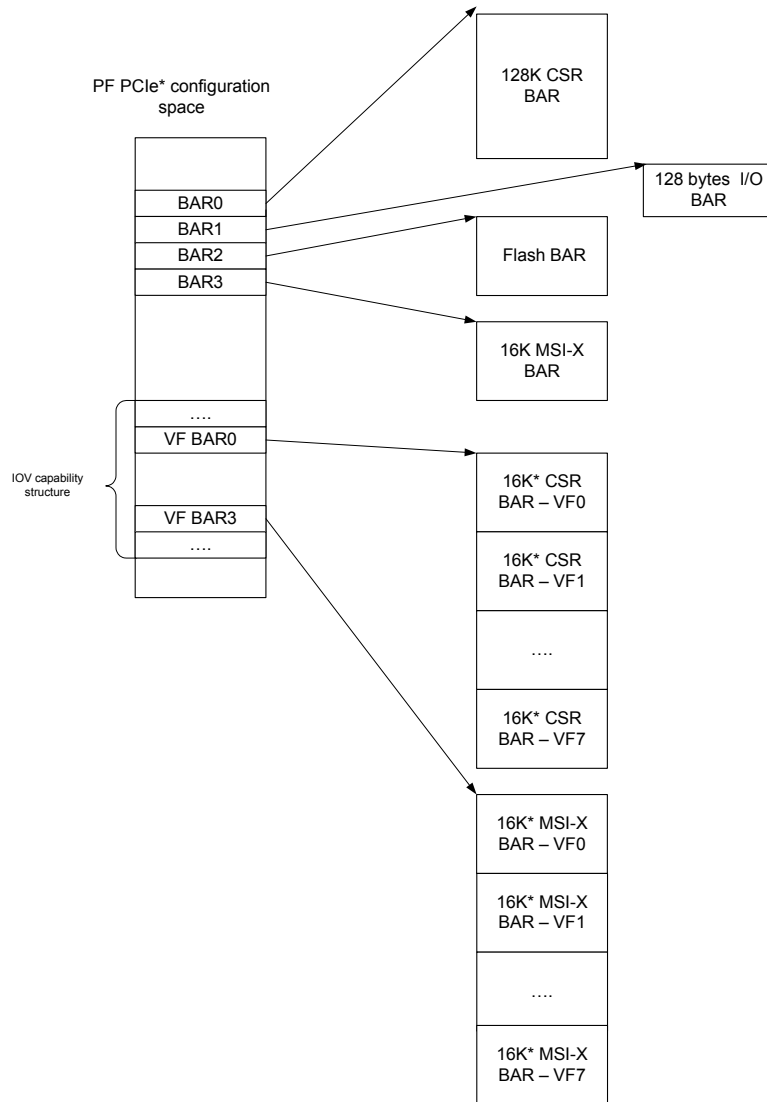 PF PCIe* configuration
space
BAR0
BAR1
BAR2
BAR3
….
VF BAR0
VF BAR3
….
IOV capability
structure
128K CSR
BAR
128 bytes I/O
BAR
Flash BAR
16K MSI-X
BAR
16K* CSR
BAR – VF0
16K* CSR
BAR – VF1
….
16K* CSR
BAR – VF7
16K* MSI-X
BAR – VF0
16K* MSI-X
BAR – VF1
….
16K* MSI-X
BAR – VF7